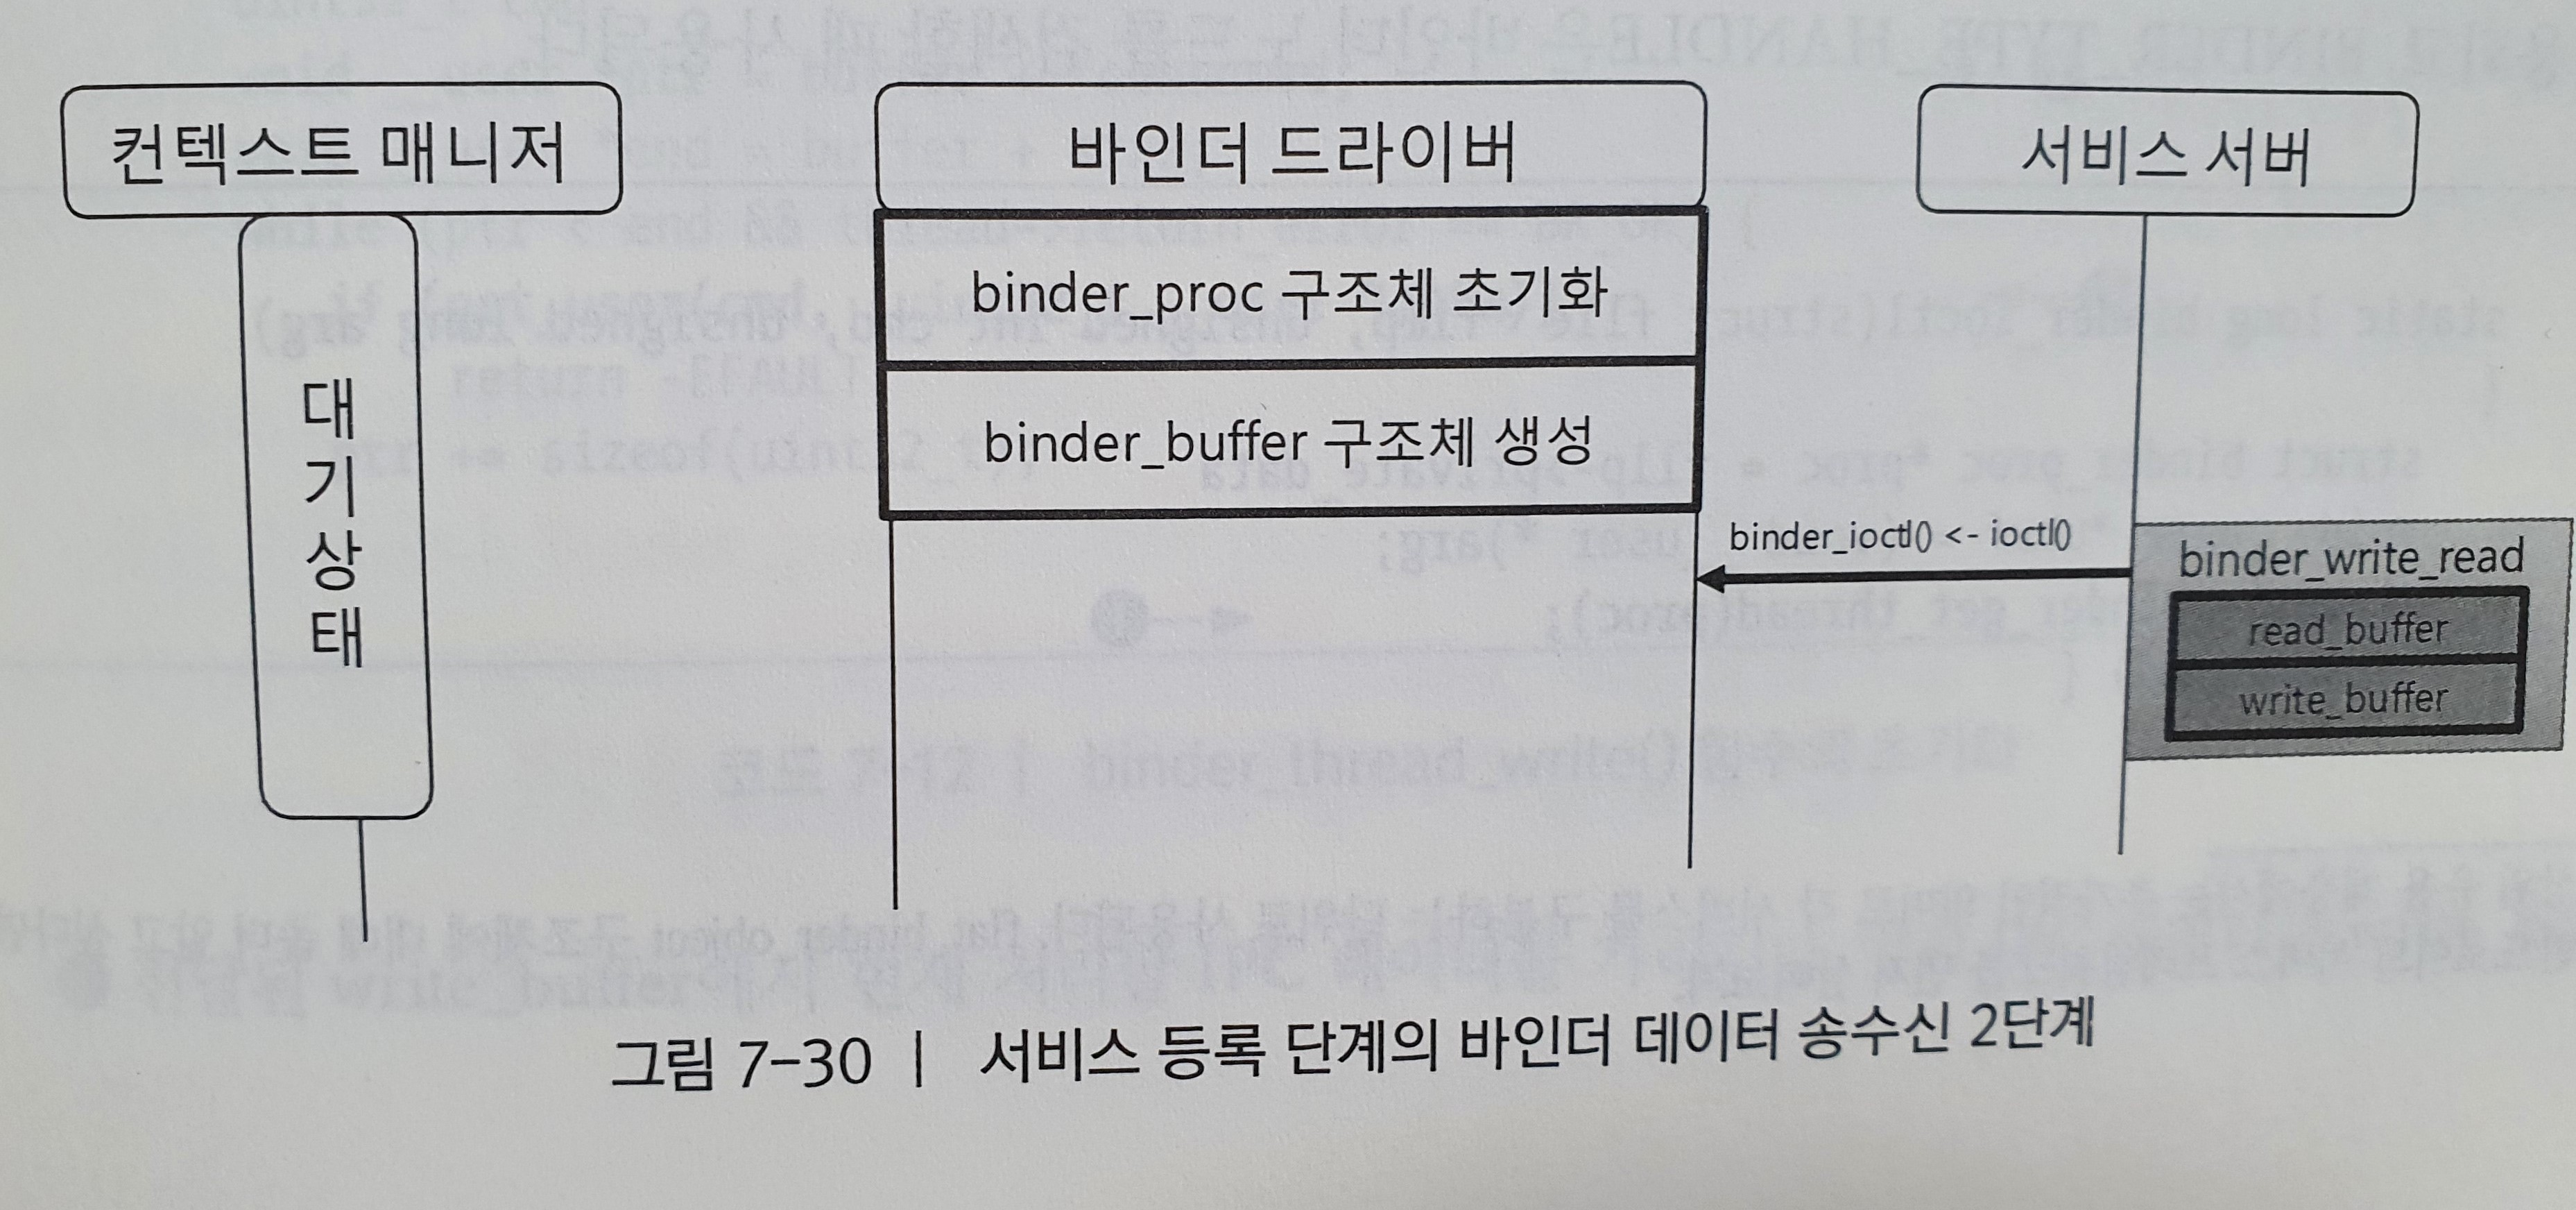 컨텍스트 매니저
바인더 드라이버
서비스 서버
대기상태
binder_proc 구조체 초기화
binder_buffer 구조체 생성
binder_ioctl() <- ioctl()
binder_write_read
read_buffer
write_buffer
그림 7-30 | 서비스 등록 단계의 바인더 데이터 송수신 2단계